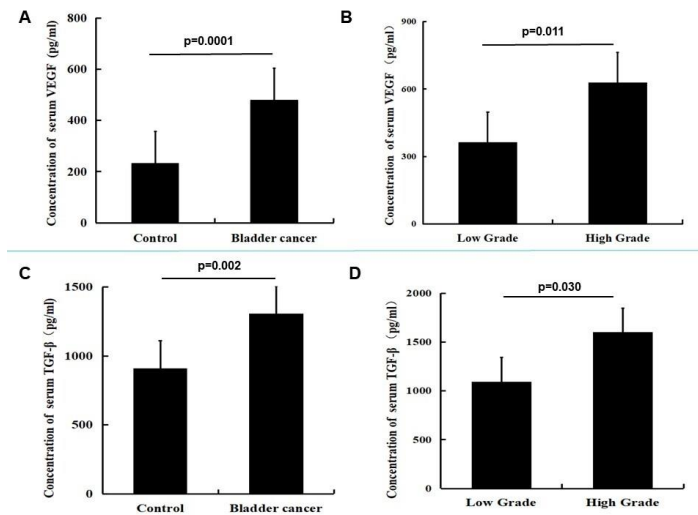 A
Concentration of serum VEGF (pg/ml)
800
600
400
200
0
p=0.0001
Control Bladder cancer
B
Concentration of serum VEGF (pg/ml)
900
600
300
0
p=0.011
Low Grade High Grade
C
Concentration of serum TGF-β (pg/ml)
1500
1000
500
0
p=0.002
Control Bladder cancer
D
Concentration of serum TGF-β (pg/ml)
2000
1500
1000
500
0
p=0.030
Low Grade High Grade